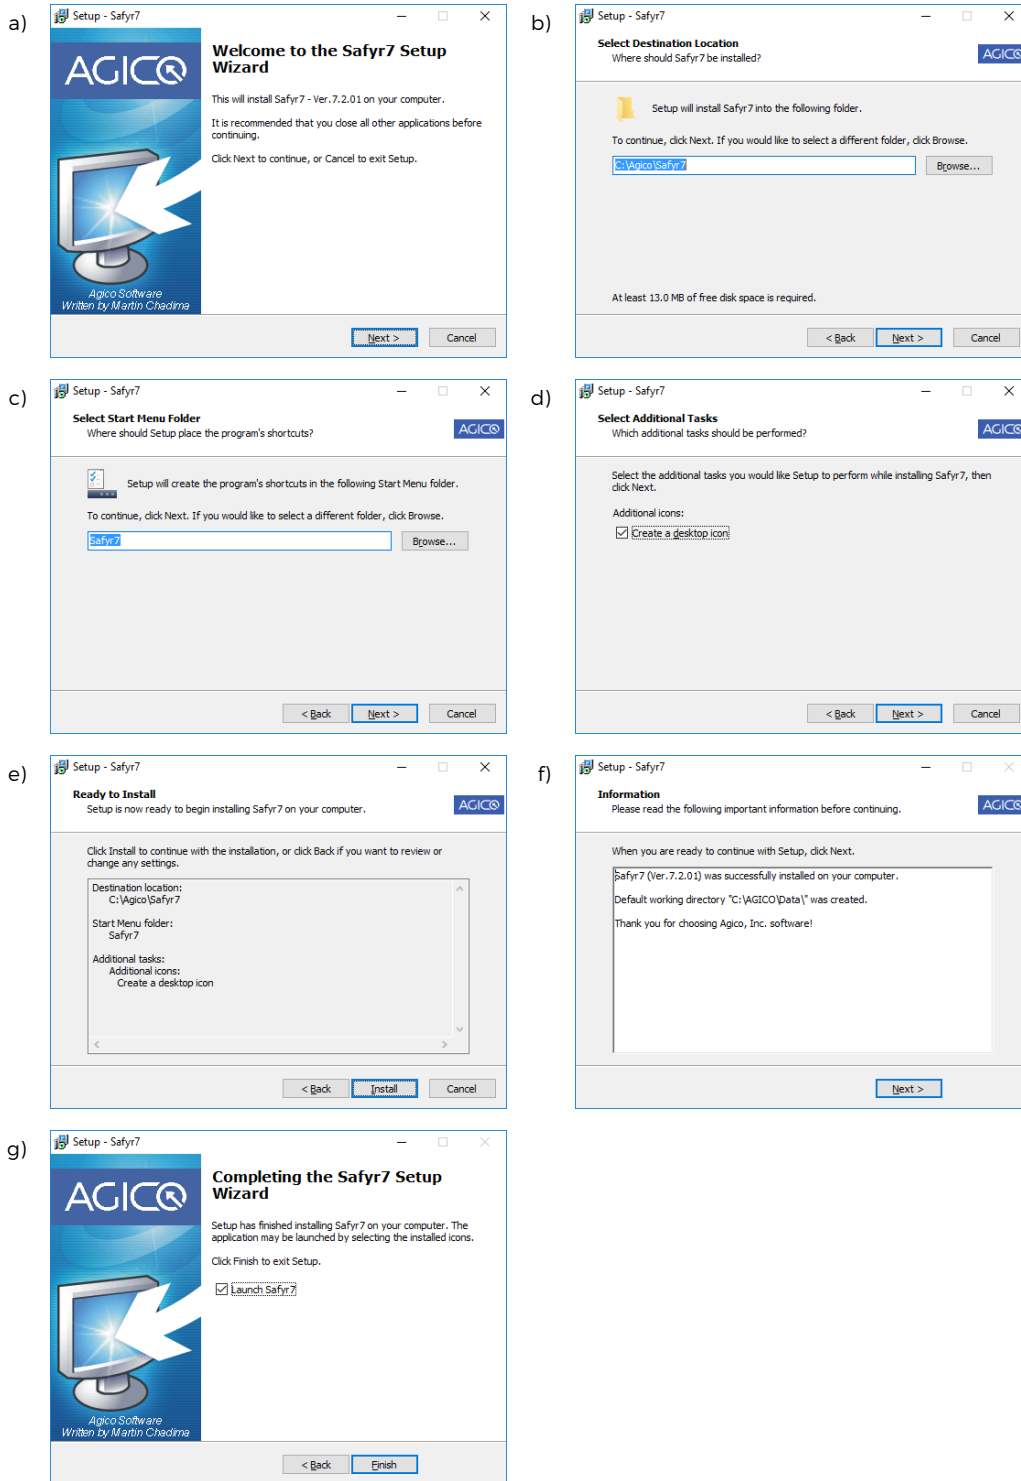 a)
Setup - Safyr7
AGICO
Welcome to the Safyr7 Setup
Wizard
This will install Safyr7 - Ver.7.2.01 on your computer.
It is recommended that you close all other applications before
continuing.
Click Next to continue, or Cancel to exit Setup.
Agico Software
Written by Martin Chadima
Next >
Cancel
b)
Setup - Safyr7
Select Destination Location
Where should Safyr7 be installed?
AGICO
Setup will install Safyr7 into the following folder.
To continue, click Next. If you would like to select a different folder, click Browse.
C:\Agico\Safyr7
Browse...
At least 13.0 MB of free disk space is required.
< Back
Next >
Cancel
c)
Setup - Safyr7
Select Start Menu Folder
Where should Setup place the program's shortcuts?
AGICO
Setup will create the program's shortcuts in the following Start Menu folder.
To continue, click Next. If you would like to select a different folder, click Browse.
Safyr7
Browse...
< Back
Next >
Cancel
d)
Setup - Safyr7
Select Additional Tasks
Which additional tasks should be performed?
AGICO
Select the additional tasks you would like Setup to perform while installing Safyr7, then
click Next.
Additional icons:
Create a desktop icon
< Back
Next >
Cancel
e)
Setup - Safyr7
Ready to Install
Setup is now ready to begin installing Safyr7 on your computer.
AGICO
Click Install to continue with the installation, or click Back if you want to review or
change any settings.
Destination location:
C:\Agico\Safyr7
Start Menu folder:
Safyr7
Additional tasks:
Additional icons:
Create a desktop icon
< Back
Install
Cancel
f)
Setup - Safyr7
Information
Please read the following important information before continuing.
AGICO
When you are ready to continue with Setup, click Next.
Safyr7 (Ver.7.2.01) was successfully installed on your computer.
Default working directory "C:\AGICO\Data\" was created.
Thank you for choosing Agico, Inc. software!
Next >
g)
Setup - Safyr7
AGICO
Completing the Safyr7 Setup
Wizard
Setup has finished installing Safyr7 on your computer. The
application may be launched by selecting the installed icons.
Click Finish to exit Setup.
Launch Safyr7
Agico Software
Written by Martin Chadima
< Back
Finish